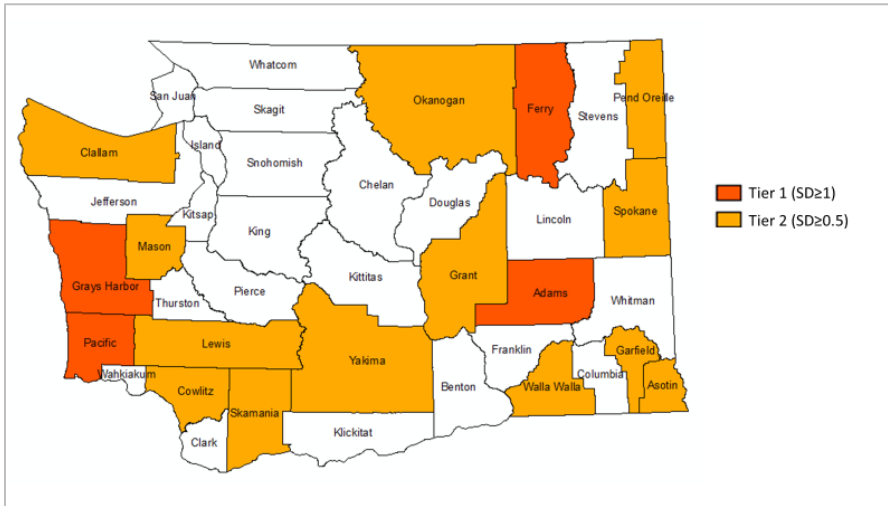 Whatcom
San Juan
Skagit
Okanogan
Ferry
Stevens
Pend Oreille
Clallam
Island
Snohomish
Chelan
Douglas
Jefferson
Kitsap
King
Lincoln
Spokane
Tier 1 (SD≥1)
Tier 2 (SD≥0.5)
Mason
Grays Harbor
Thurston
Pierce
Kittitas
Grant
Adams
Whitman
Pacific
Lewis
Yakima
Franklin
Garfield
Wahkiakum
Cowlitz
Skamania
Benton
Walla Walla
Columbia
Asotin
Clark
Klickitat